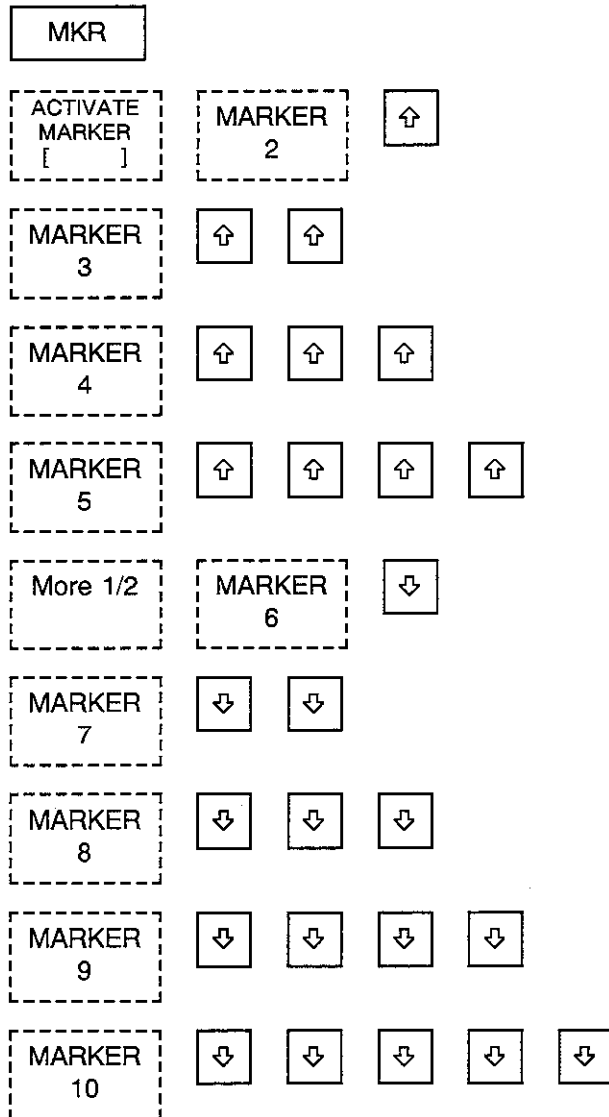 MKR
ACTIVATE
MARKER
[ ]
MARKER
2
⇧
MARKER
3
⇧ ⇧
MARKER
4
⇧ ⇧ ⇧
MARKER
5
⇧ ⇧ ⇧ ⇧
More 1/2
MARKER
6
⇩
MARKER
7
⇩ ⇩
MARKER
8
⇩ ⇩ ⇩
MARKER
9
⇩ ⇩ ⇩ ⇩
MARKER
10
⇩ ⇩ ⇩ ⇩ ⇩